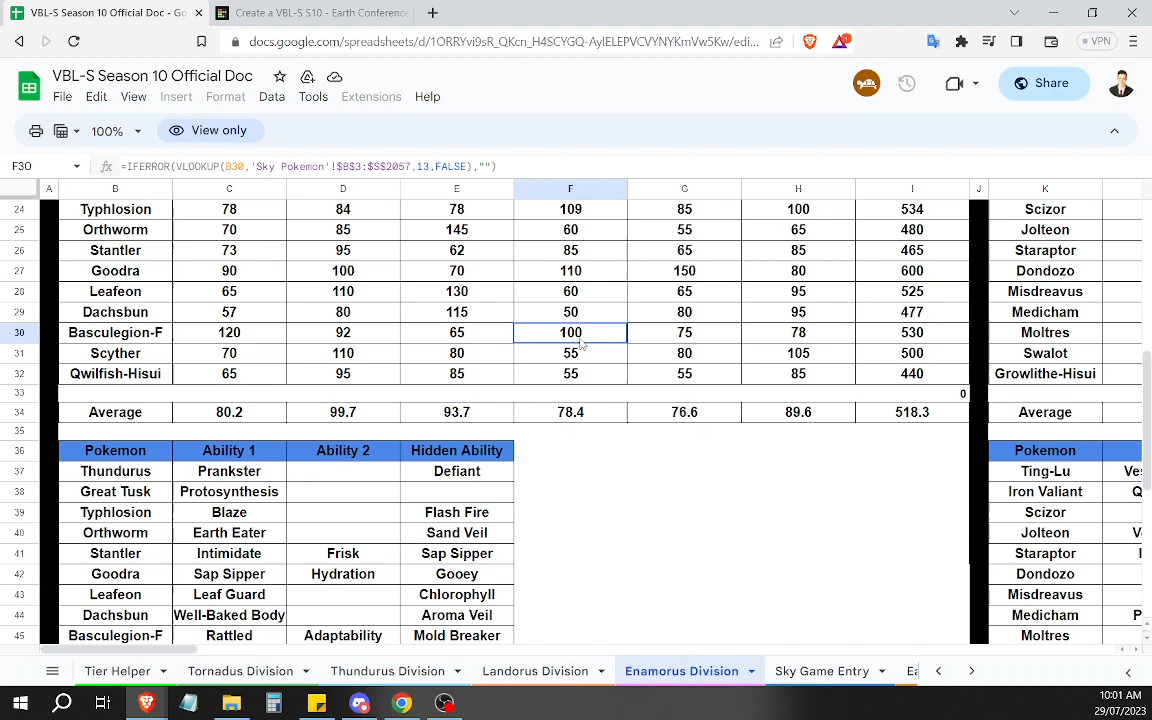 VBL-S Season 10 Official Doc - Go
Create a VBL-S S10 - Earth Conference
docs.google.com/spreadsheets/d/1ORRYvi9sR_QKcn_H4SCYGQ-AylELEPVCVYNYKmVw5Kw/edi...
VPN
VBL-S Season 10 Official Doc
File Edit View Insert Format Data Tools Extensions Help
Share
100% View only
F30 fx =IFERROR(VLOOKUP(B30,'Sky Pokemon'!$B$3:$S$2057,13,FALSE),"")
A B C D E F G H I J K
24 Typhlosion 78 84 78 109 85 100 534 Scizor
25 Orthworm 70 85 145 60 55 65 480 Jolteon
26 Stantler 73 95 62 85 65 85 465 Staraptor
27 Goodra 90 100 70 110 150 80 600 Dondozo
28 Leafeon 65 110 130 60 65 95 525 Misdreavus
29 Dachsbun 57 80 115 50 80 95 477 Medicham
30 Basculegion-F 120 92 65 100 75 78 530 Moltres
31 Scyther 70 110 80 55 80 105 500 Swalot
32 Qwilfish-Hisui 65 95 85 55 55 85 440 Growlithe-Hisui
33 0
34 Average 80.2 99.7 93.7 78.4 76.6 89.6 518.3 Average
35
36 Pokemon Ability 1 Ability 2 Hidden Ability Pokemon
37 Thundurus Prankster Defiant Ting-Lu Ves
38 Great Tusk Protosynthesis Iron Valiant Q
39 Typhlosion Blaze Flash Fire Scizor
40 Orthworm Earth Eater Sand Veil Jolteon V
41 Stantler Intimidate Frisk Sap Sipper Staraptor I
42 Goodra Sap Sipper Hydration Gooey Dondozo
43 Leafeon Leaf Guard Chlorophyll Misdreavus
44 Dachsbun Well-Baked Body Aroma Veil Medicham P
45 Basculegion-F Rattled Adaptability Mold Breaker Moltres
Tier Helper Tornadus Division Thundurus Division Landorus Division Enamorus Division Sky Game Entry Ea
10:01 AM
29/07/2023